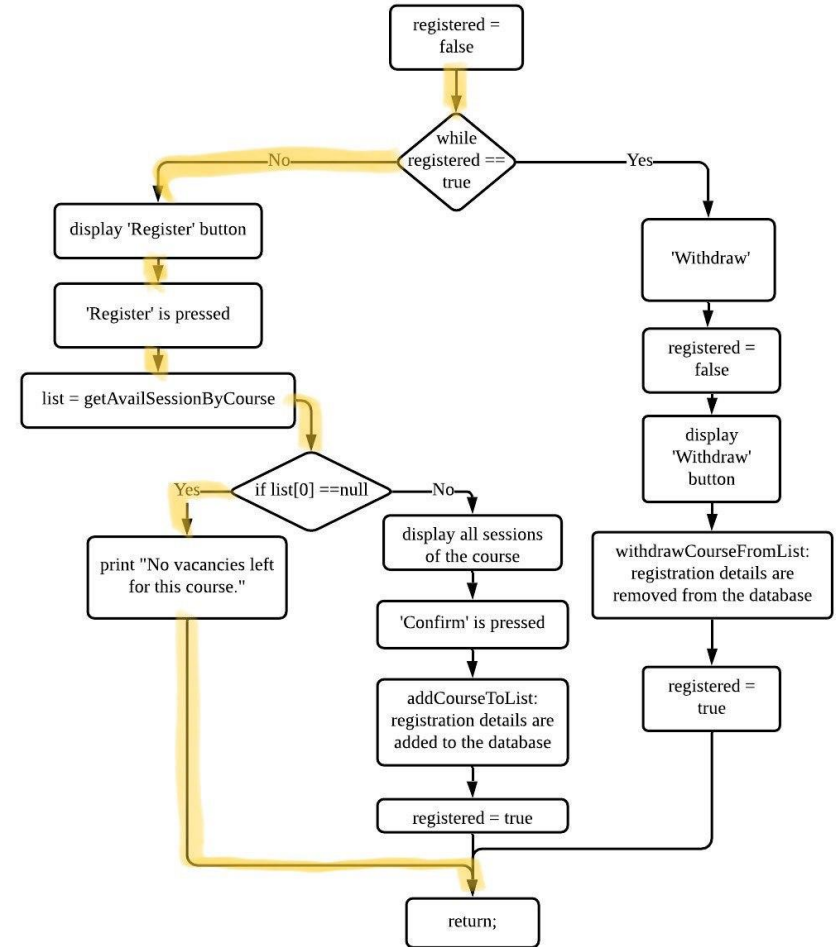 registered =
false
while
registered ==
true
No
Yes
display 'Register' button
'Register' is pressed
list = getAvailSessionByCourse
if list[0] ==null
Yes
No
print "No vacancies left
for this course."
display all sessions
of the course
'Confirm' is pressed
addCourseToList:
registration details are
added to the database
registered = true
'Withdraw'
registered =
false
display
'Withdraw'
button
withdrawCourseFromList:
registration details are
removed from the database
registered =
true
return;